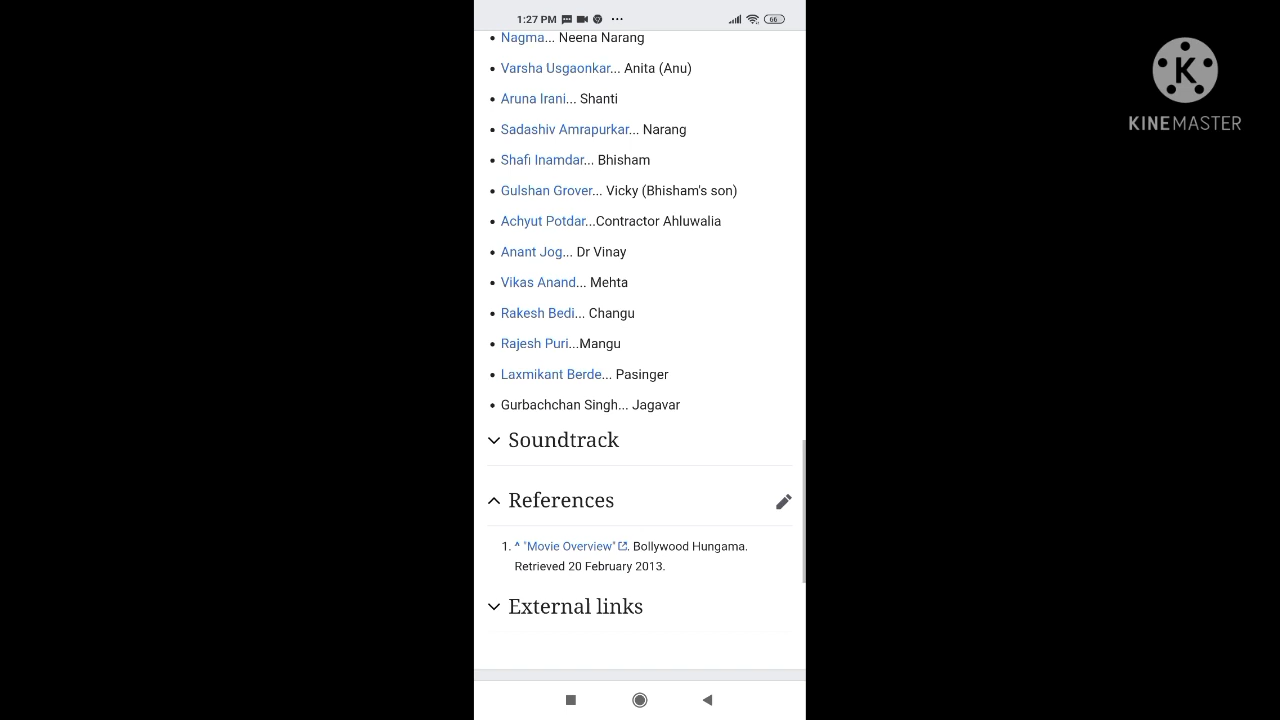 1:27 PM ... 66
• Nagma... Neena Narang
• Varsha Usgaonkar... Anita (Anu)
• Aruna Irani... Shanti
• Sadashiv Amrapurkar... Narang
• Shafi Inamdar... Bhisham
• Gulshan Grover... Vicky (Bhisham's son)
• Achyut Potdar...Contractor Ahluwalia
• Anant Jog... Dr Vinay
• Vikas Anand... Mehta
• Rakesh Bedi... Changu
• Rajesh Puri...Mangu
• Laxmikant Berde... Pasinger
• Gurbachchan Singh... Jagavar
Soundtrack
References
1. ^ "Movie Overview". Bollywood Hungama.
Retrieved 20 February 2013.
External links
K
KINEMASTER